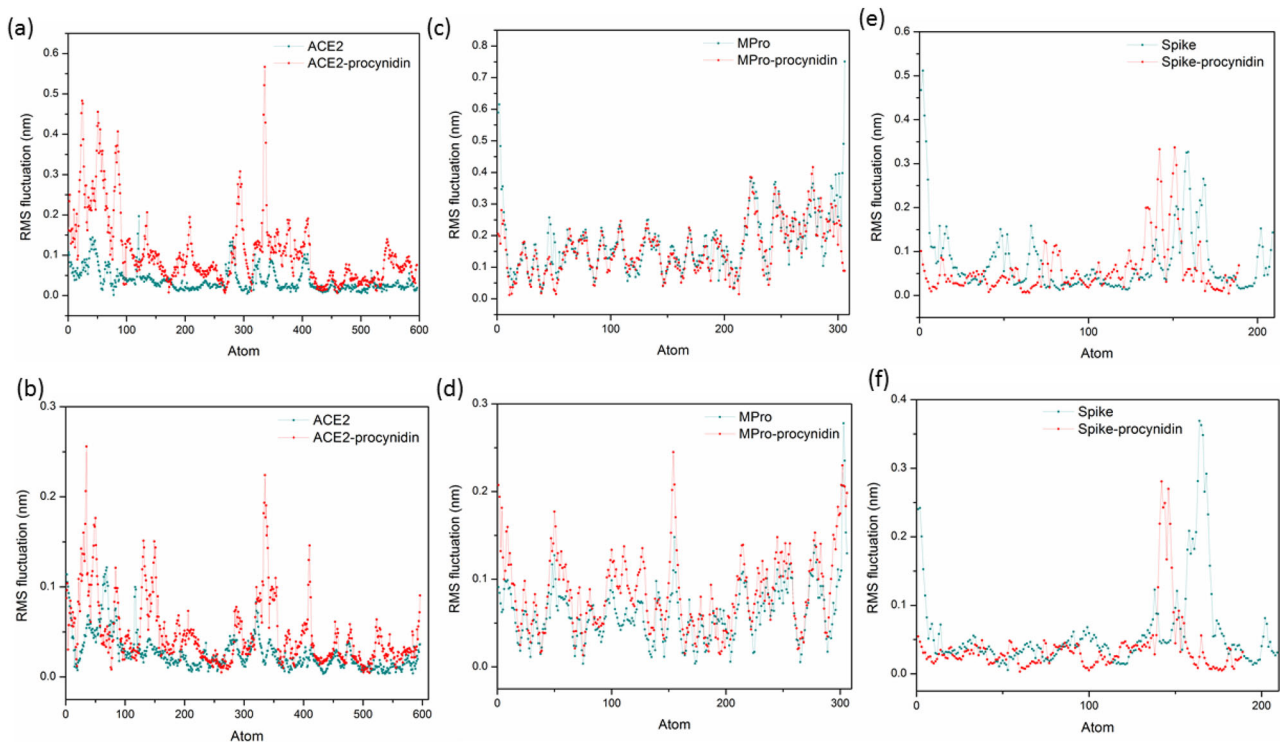 (a)
ACE2
ACE2-procynidin
RMS fluctuation (nm)
0.6
0.5
0.4
0.3
0.2
0.1
0.0
0 100 200 300 400 500 600
Atom
(c)
MPro
MPro-procynidin
RMS fluctuation (nm)
0.8
0.7
0.6
0.5
0.4
0.3
0.2
0.1
0.0
0 100 200 300
Atom
(e)
Spike
Spike-procynidin
RMS fluctuation (nm)
0.6
0.5
0.4
0.3
0.2
0.1
0.0
0 100 200
Atom
(b)
ACE2
ACE2-procynidin
RMS fluctuation (nm)
0.3
0.2
0.1
0.0
0 100 200 300 400 500 600
Atom
(d)
MPro
MPro-procynidin
RMS fluctuation (nm)
0.3
0.2
0.1
0.0
0 100 200 300
Atom
(f)
Spike
Spike-procynidin
RMS fluctuation (nm)
0.4
0.3
0.2
0.1
0.0
0 100 200
Atom